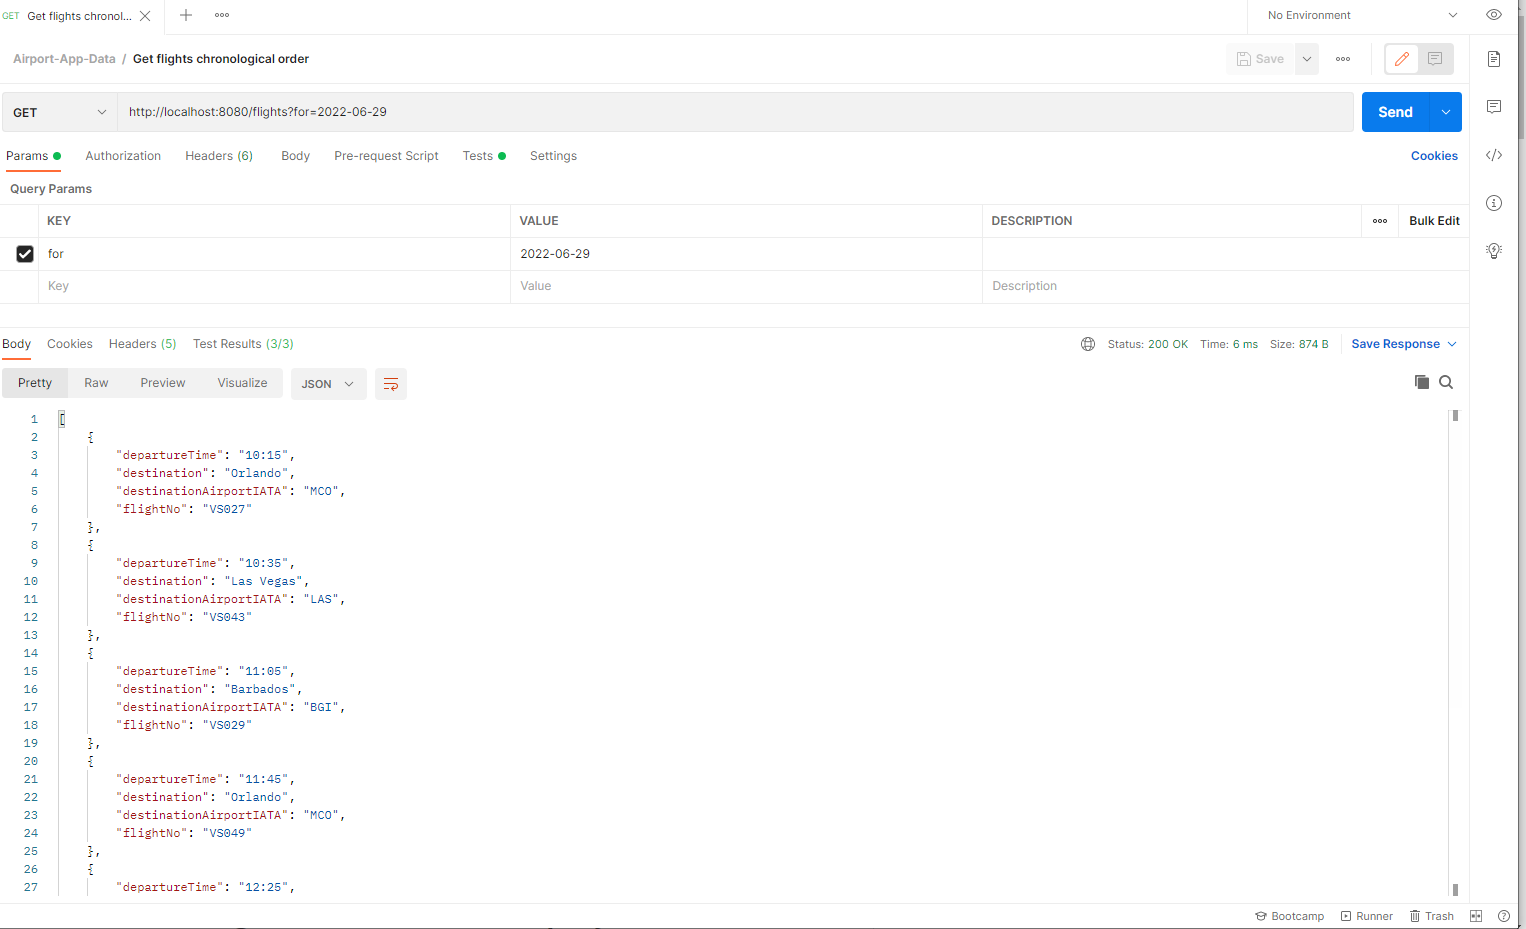 GET Get flights chronol...
No Environment
Airport-App-Data / Get flights chronological order
Save
GET http://localhost:8080/flights?for=2022-06-29 Send
Params Authorization Headers (6) Body Pre-request Script Tests Settings Cookies
Query Params
KEY VALUE DESCRIPTION Bulk Edit
for 2022-06-29
Key Value Description
Body Cookies Headers (5) Test Results (3/3) Status: 200 OK Time: 6 ms Size: 874 B Save Response
Pretty Raw Preview Visualize JSON
1 [
2 {
3 "departureTime": "10:15",
4 "destination": "Orlando",
5 "destinationAirportIATA": "MCO",
6 "flightNo": "VS027"
7 },
8 {
9 "departureTime": "10:35",
10 "destination": "Las Vegas",
11 "destinationAirportIATA": "LAS",
12 "flightNo": "VS043"
13 },
14 {
15 "departureTime": "11:05",
16 "destination": "Barbados",
17 "destinationAirportIATA": "BGI",
18 "flightNo": "VS029"
19 },
20 {
21 "departureTime": "11:45",
22 "destination": "Orlando",
23 "destinationAirportIATA": "MCO",
24 "flightNo": "VS049"
25 },
26 {
27 "departureTime": "12:25",
Bootcamp Runner Trash